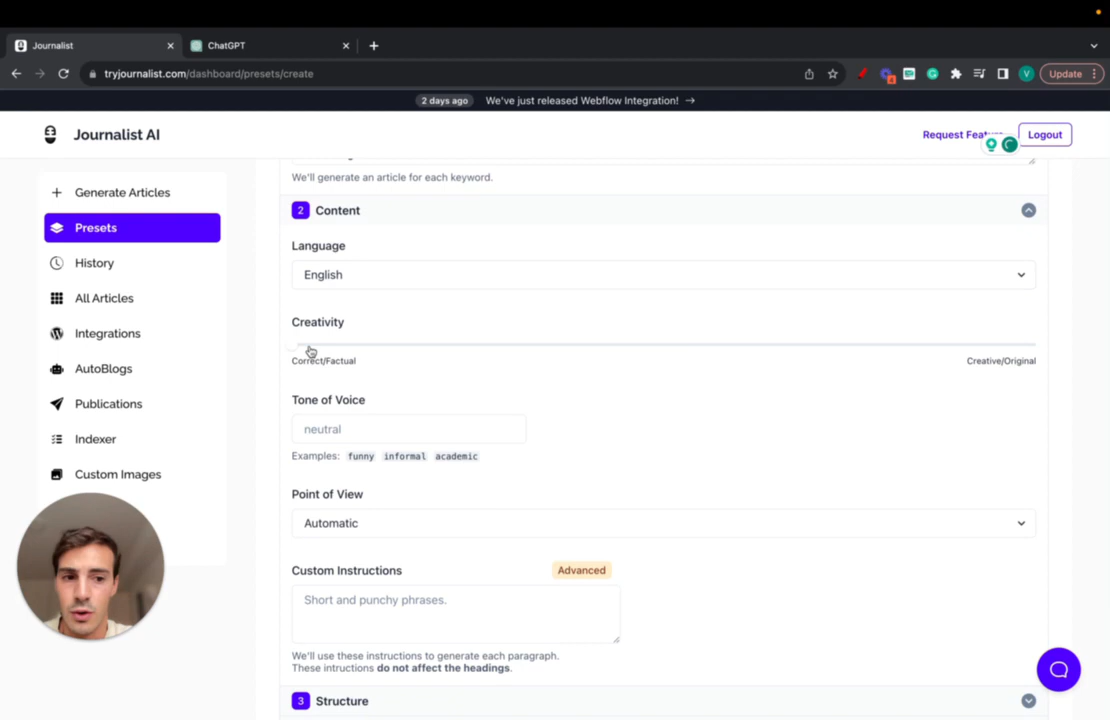 Journalist
ChatGPT
tryjournalist.com/dashboard/presets/create
V
Update
2 days ago We've just released Webflow Integration! →
Journalist AI
Request Feature
Logout
Generate Articles
Presets
History
All Articles
Integrations
AutoBlogs
Publications
Indexer
Custom Images
We'll generate an article for each keyword.
2 Content
Language
English
Creativity
Correct/Factual
Creative/Original
Tone of Voice
neutral
Examples: funny informal academic
Point of View
Automatic
Custom Instructions
Advanced
Short and punchy phrases.
We'll use these instructions to generate each paragraph.
These intructions do not affect the headings.
3 Structure